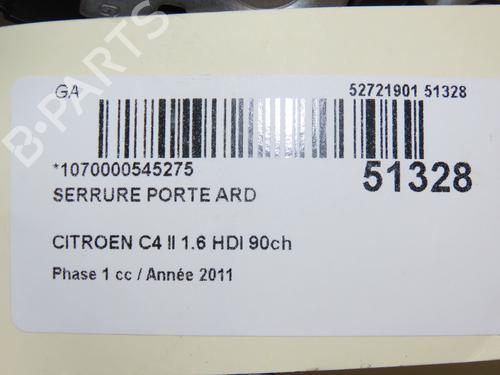 B-PARTS
GA
52721901 51328
*1070000545275
51328
SERRURE PORTE ARD
CITROEN C4 II 1.6 HDI 90ch
Phase 1 cc / Année 2011